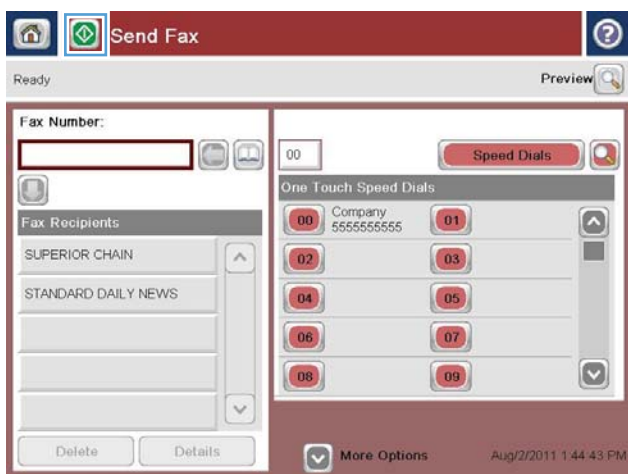 Send Fax
?
Ready
Preview
Fax Number:
00
Speed Dials
One Touch Speed Dials
Fax Recipients
SUPERIOR CHAIN
STANDARD DAILY NEWS
00 Company 01
5555555555
02 03
04 05
06 07
08 09
Delete Details
More Options
Aug/2/2011 1:44:43 PM